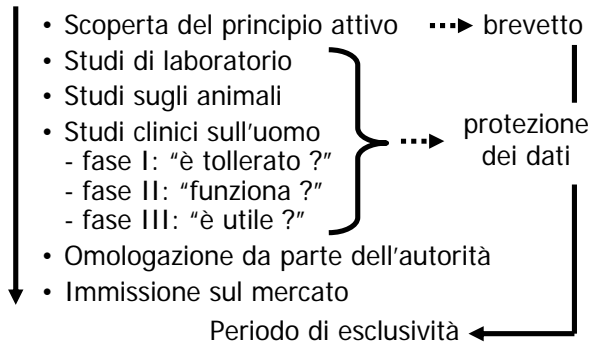 • Scoperta del principio attivo brevetto
• Studi di laboratorio
• Studi sugli animali
• Studi clinici sull'uomo
- fase I: “è tollerato ?”
- fase II: “funziona ?”
- fase III: “è utile ?”
protezione
dei dati
• Omologazione da parte dell'autorità
• Immissione sul mercato
Periodo di esclusività